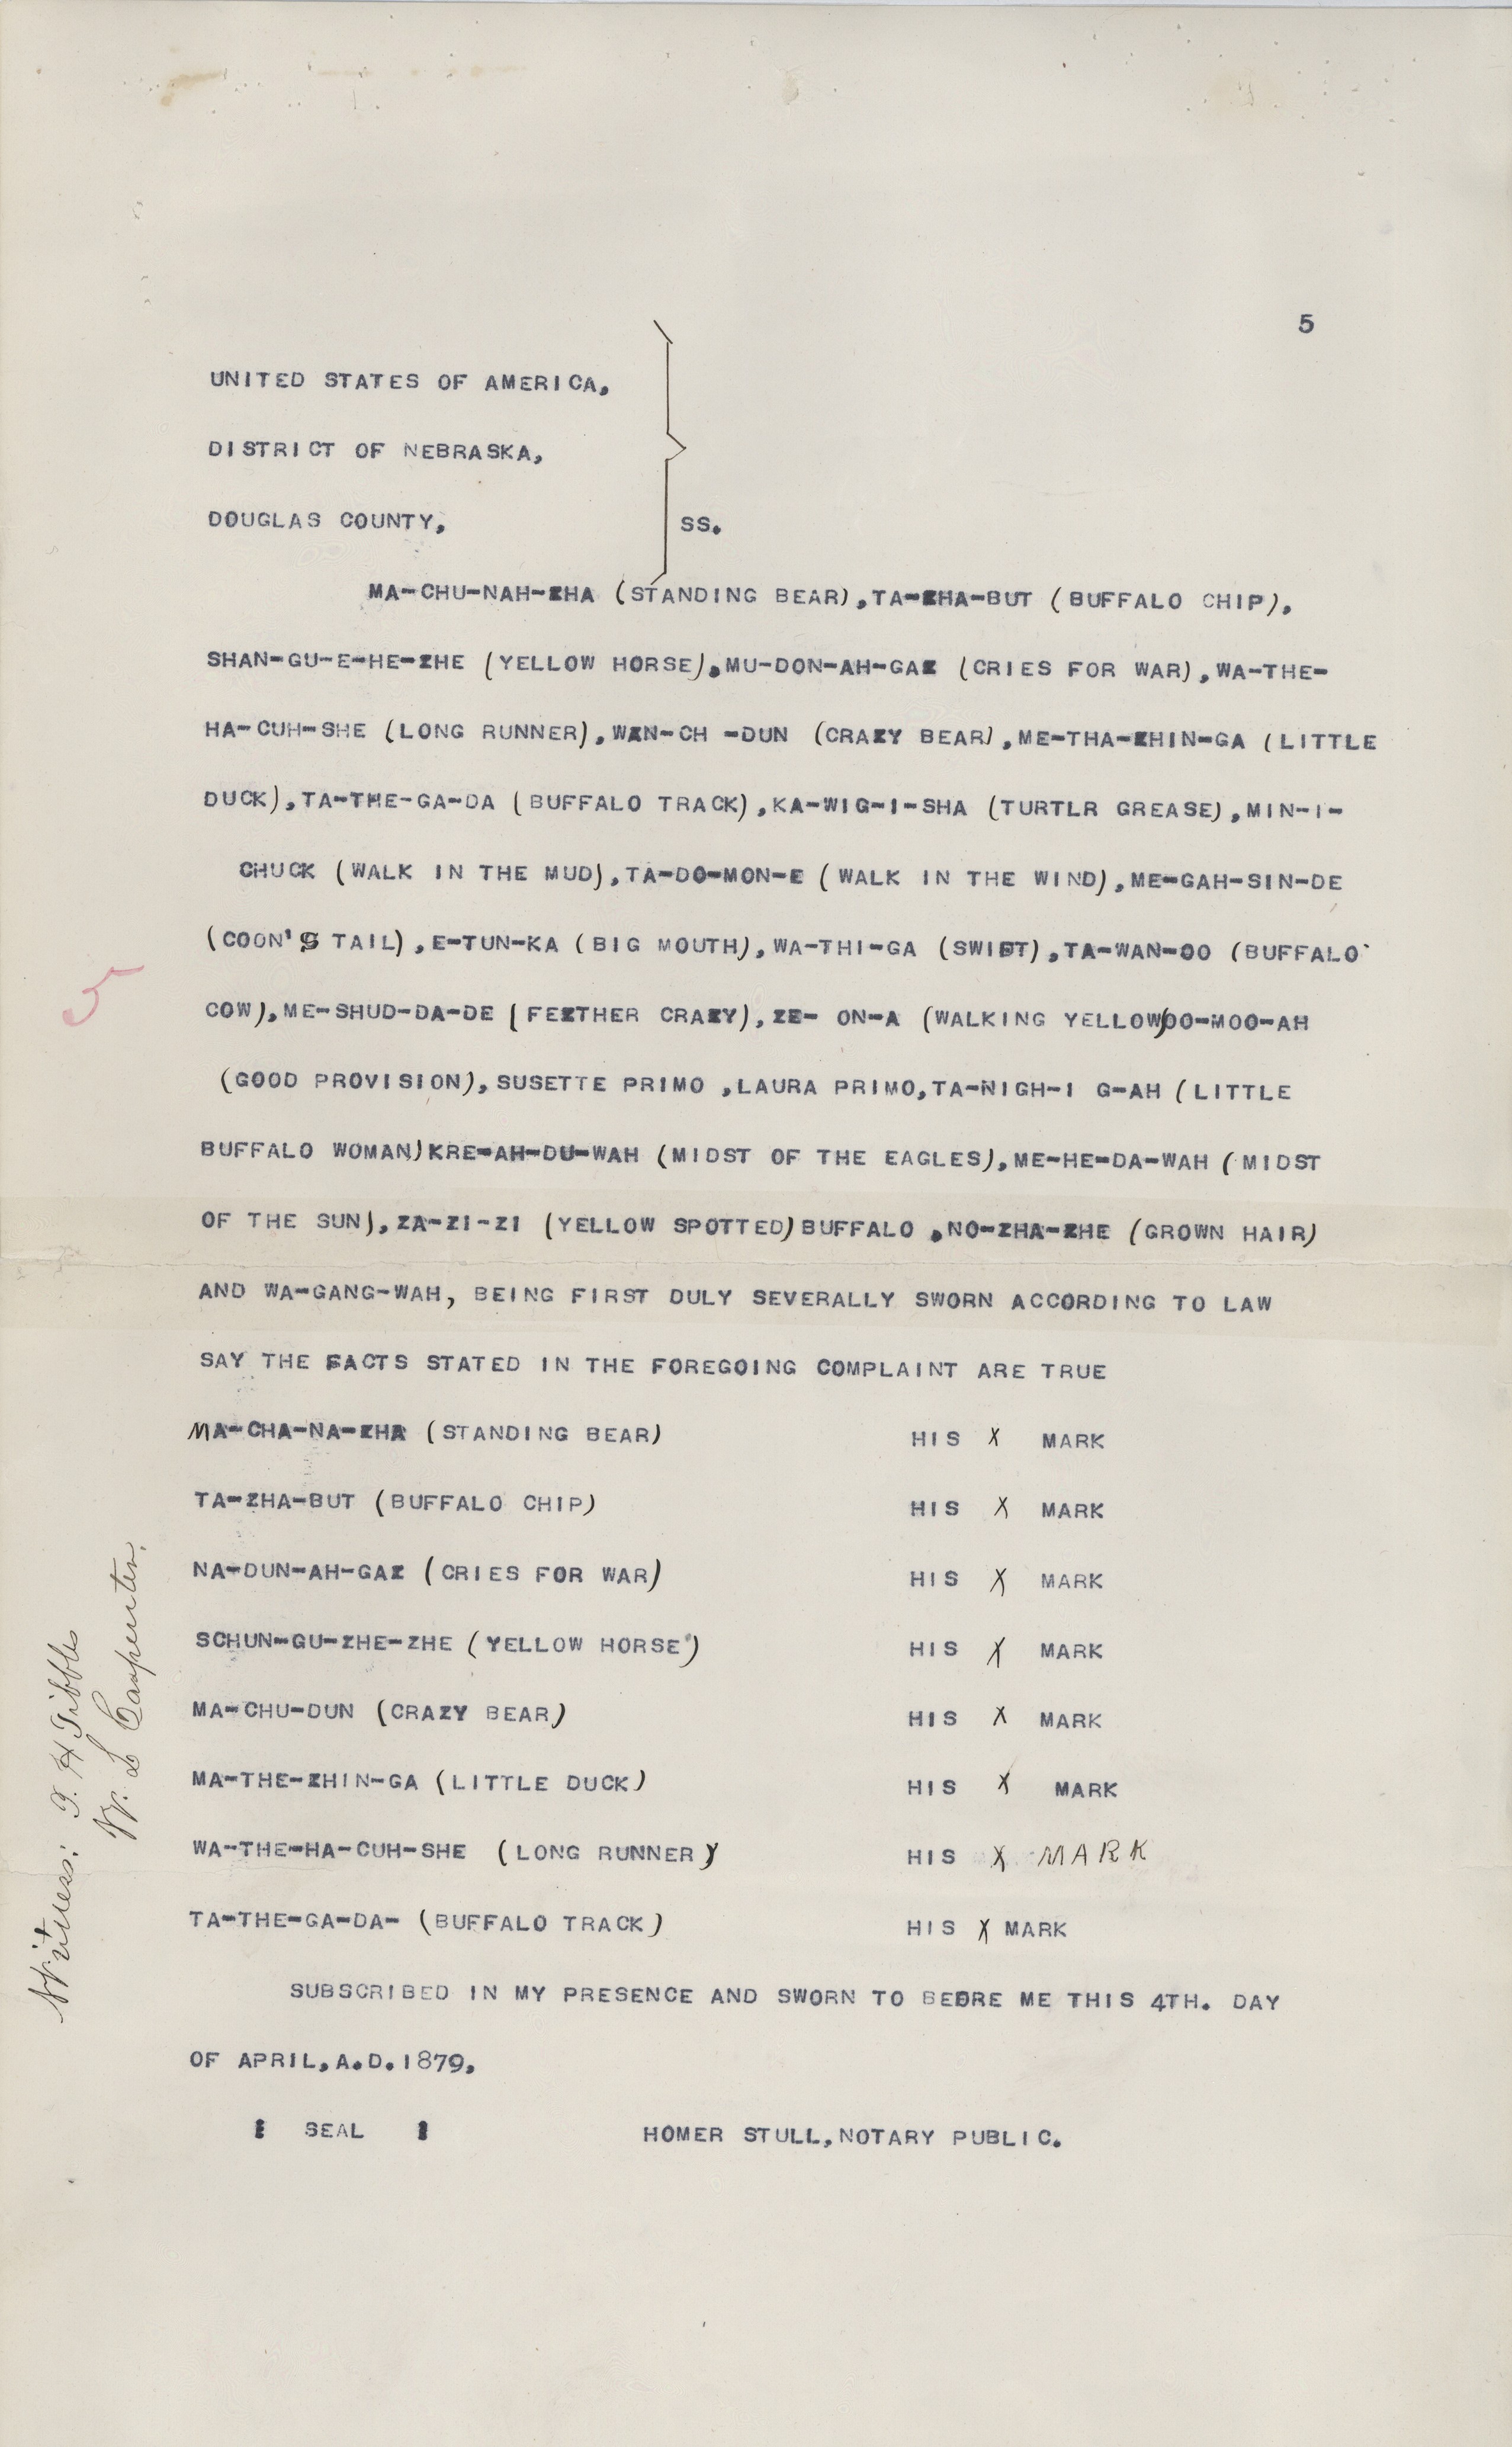 5
UNITED STATES OF AMERICA,
DISTRICT OF NEBRASKA,
DOUGLAS COUNTY, SS.
MA-CHU-NAH-ZHA (STANDING BEAR),TA-ZHA-BUT (BUFFALO CHIP),
SHAN-GU-E-HE-ZHE (YELLOW HORSE),MU-DON-AH-GAZ (CRIES FOR WAR),WA-THE-
HA-CUH-SHE (LONG RUNNER),WAN-CH -DUN (CRAZY BEAR),ME-THA-ZHIN-GA (LITTLE
DUCK),TA-THE-GA-DA (BUFFALO TRACK),KA-WIG-I-SHA (TURTLR GREASE),MIN-I-
CHUCK (WALK IN THE MUD),TA-DO-MON-E (WALK IN THE WIND),ME-GAH-SIN-DE
(COON'S TAIL),E-TUN-KA (BIG MOUTH),WA-THI-GA (SWIFT),TA-WAN-OO (BUFFALO
COW),ME-SHUD-DA-DE (FEZTHER CRAZY),ZE- ON-A (WALKING YELLOW)OO-MOO-AH
(GOOD PROVISION),SUSETTE PRIMO ,LAURA PRIMO,TA-NIGH-I G-AH (LITTLE
BUFFALO WOMAN)KRE-AH-DU-WAH (MIDST OF THE EAGLES),ME-HE-DA-WAH (MIDST
OF THE SUN),ZA-ZI-ZI (YELLOW SPOTTED)BUFFALO ,NO-ZHA-ZHE (GROWN HAIR)
AND WA-GANG-WAH, BEING FIRST DULY SEVERALLY SWORN ACCORDING TO LAW
SAY THE FACTS STATED IN THE FOREGOING COMPLAINT ARE TRUE
MA-CHA-NA-ZHA (STANDING BEAR) HIS X MARK
TA-ZHA-BUT (BUFFALO CHIP) HIS X MARK
NA-DUN-AH-GAZ (CRIES FOR WAR) HIS X MARK
SCHUN-GU-ZHE-ZHE (YELLOW HORSE) HIS X MARK
MA-CHU-DUN (CRAZY BEAR) HIS X MARK
MA-THE-ZHIN-GA (LITTLE DUCK) HIS X MARK
WA-THE-HA-CUH-SHE (LONG RUNNER) HIS X MARK
TA-THE-GA-DA- (BUFFALO TRACK) HIS X MARK
SUBSCRIBED IN MY PRESENCE AND SWORN TO BEDRE ME THIS 4TH. DAY
OF APRIL,A.D.1879,
SEAL HOMER STULL,NOTARY PUBLIC.
5
Witness: T. H Tibbles
W. L Carpenter.